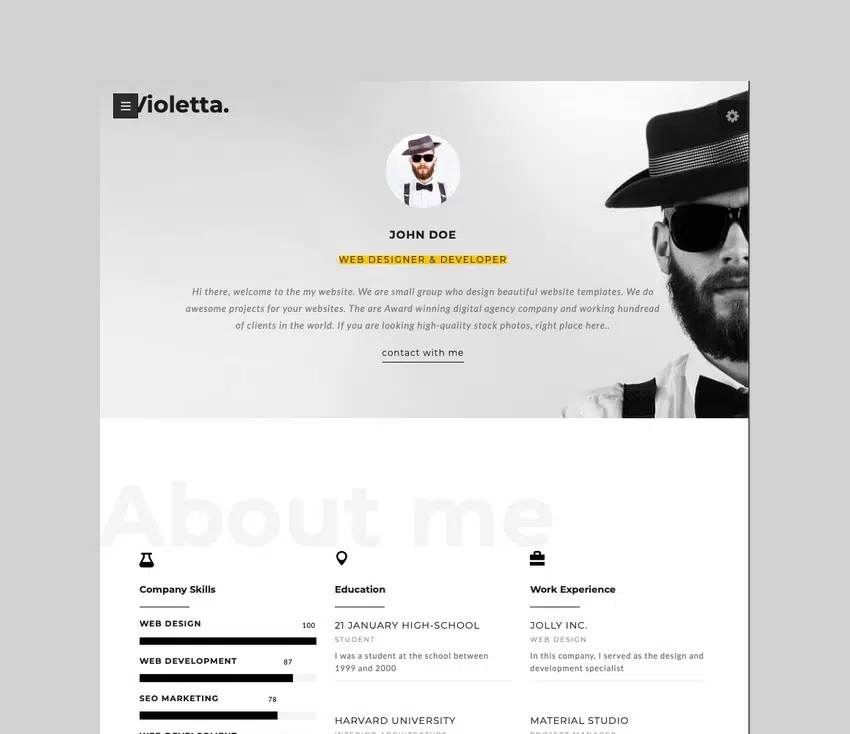 Violetta.
JOHN DOE
WEB DESIGNER & DEVELOPER
Hi there, welcome to the my website. We are small group who design beautiful website templates. We do
awesome projects for your websites. The are Award winning digital agency company and working hundread
of clients in the world. If you are looking high-quality stock photos, right place here..
contact with me
About me
Company Skills
WEB DESIGN 100
WEB DEVELOPMENT 87
SEO MARKETING 78
Education
21 JANUARY HIGH-SCHOOL
STUDENT
I was a student at the school between
1999 and 2000
HARVARD UNIVERSITY
Work Experience
JOLLY INC.
WEB DESIGN
In this company, I served as the design and
development specialist
MATERIAL STUDIO